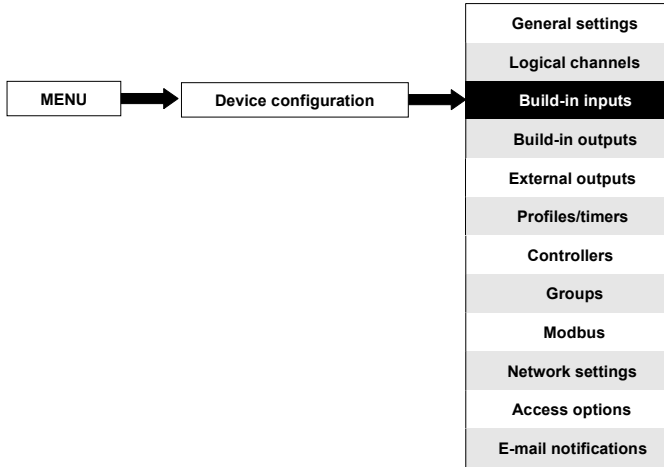 General settings
Logical channels
MENU
Device configuration
Build-in inputs
Build-in outputs
External outputs
Profiles/timers
Controllers
Groups
Modbus
Network settings
Access options
E-mail notifications